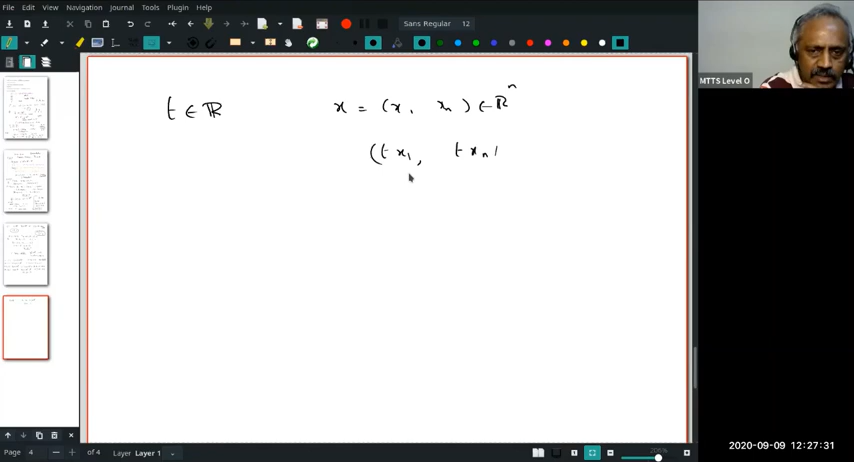 File Edit View Navigation Journal Tools Plugin Help
Sans Regular 12
MTTS Level O
t ∈ ℝ x = (x, xₙ) ∈ ℝⁿ
(t x₁, t xₙ)
Page 4 of 4 Layer Layer 1
2020-09-09 12:27:31